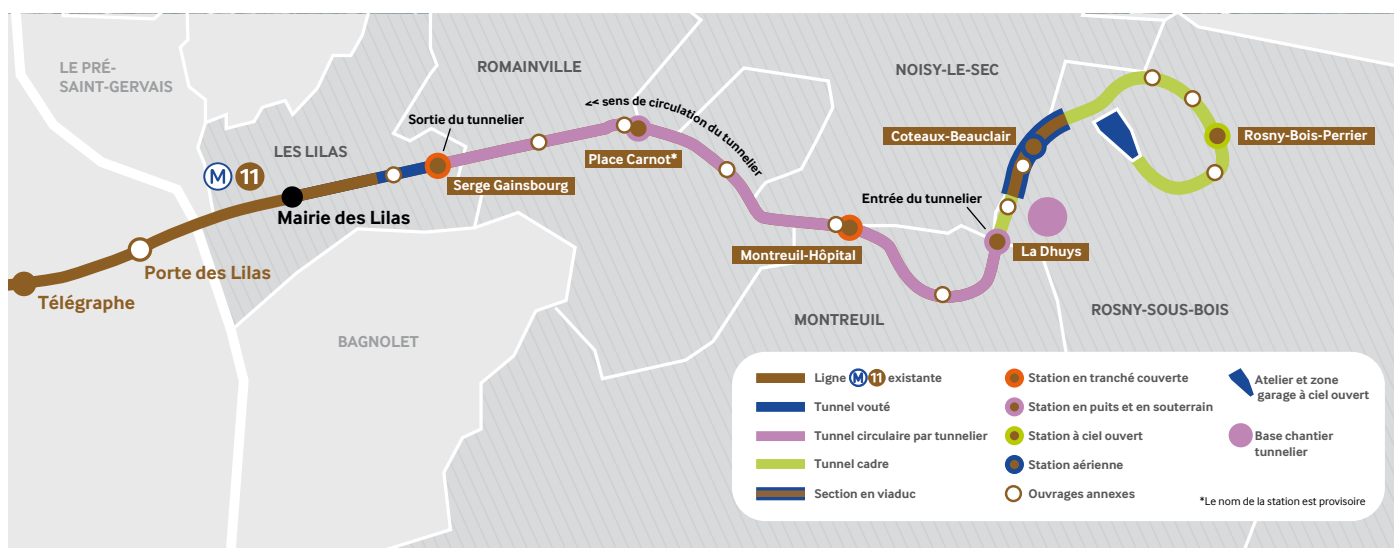 LE PRÉ-
SAINT-GERVAIS
ROMAINVILLE
NOISY-LE-SEC
<< sens de circulation du tunnelier
Sortie du tunnelier
Coteaux-Beauclair
Rosny-Bois-Perrier
LES LILAS
Place Carnot*
M 11
Serge Gainsbourg
Entrée du tunnelier
Mairie des Lilas
Montreuil-Hôpital
La Dhuys
Porte des Lilas
Télégraphe
MONTREUIL
ROSNY-SOUS-BOIS
BAGNOLET
Ligne M 11 existante
Tunnel vouté
Tunnel circulaire par tunnelier
Tunnel cadre
Section en viaduc
Station en tranché couverte
Station en puits et en souterrain
Station à ciel ouvert
Station aérienne
Ouvrages annexes
Atelier et zone
garage à ciel ouvert
Base chantier
tunnelier
*Le nom de la station est provisoire